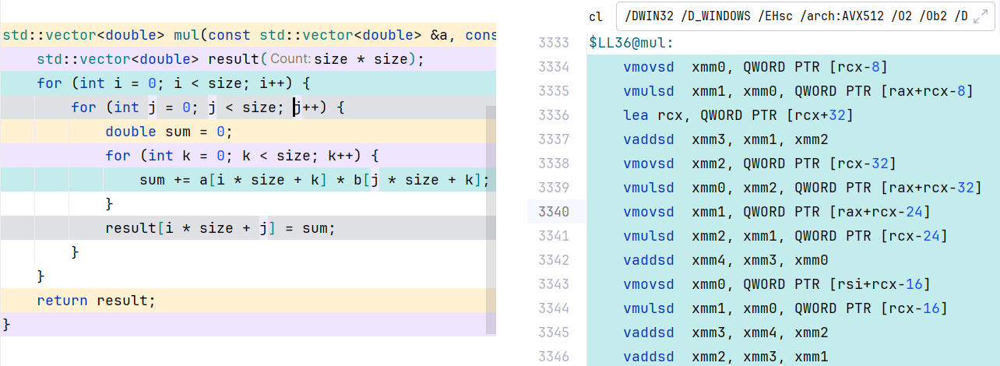 std::vector<double> mul(const std::vector<double> &a, cons
std::vector<double> result(Count: size * size);
for (int i = 0; i < size; i++) {
for (int j = 0; j < size; j++) {
double sum = 0;
for (int k = 0; k < size; k++) {
sum += a[i * size + k] * b[j * size + k];
}
result[i * size + j] = sum;
}
}
return result;
}
cl /DWIN32 /D_WINDOWS /EHsc /arch:AVX512 /O2 /Ob2 /D
3333 $LL36@mul:
3334 vmovsd xmm0, QWORD PTR [rcx-8]
3335 vmulsd xmm1, xmm0, QWORD PTR [rax+rcx-8]
3336 lea rcx, QWORD PTR [rcx+32]
3337 vaddsd xmm3, xmm1, xmm2
3338 vmovsd xmm2, QWORD PTR [rcx-32]
3339 vmulsd xmm0, xmm2, QWORD PTR [rax+rcx-32]
3340 vmovsd xmm1, QWORD PTR [rax+rcx-24]
3341 vmulsd xmm2, xmm1, QWORD PTR [rcx-24]
3342 vaddsd xmm4, xmm3, xmm0
3343 vmovsd xmm0, QWORD PTR [rsi+rcx-16]
3344 vmulsd xmm1, xmm0, QWORD PTR [rcx-16]
3345 vaddsd xmm3, xmm4, xmm2
3346 vaddsd xmm2, xmm3, xmm1